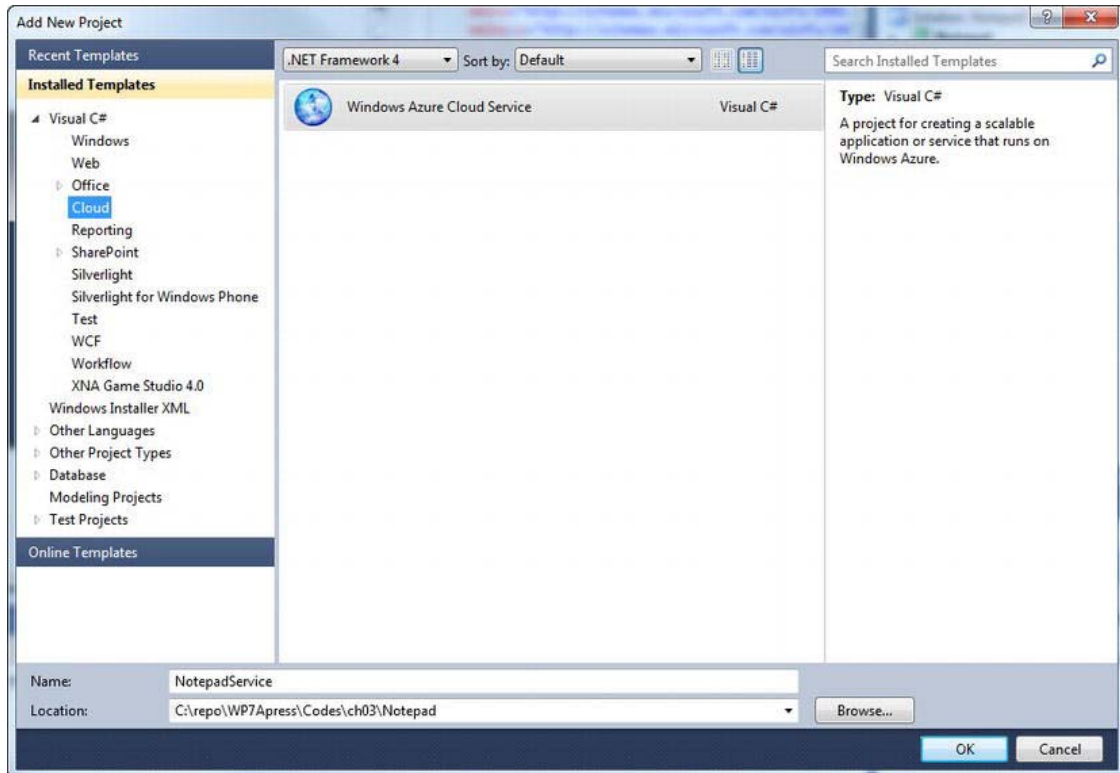 Add New Project
Recent Templates
Installed Templates
Visual C#
Windows
Web
Office
Cloud
Reporting
SharePoint
Silverlight
Silverlight for Windows Phone
Test
WCF
Workflow
XNA Game Studio 4.0
Windows Installer XML
Other Languages
Other Project Types
Database
Modeling Projects
Test Projects
Online Templates
.NET Framework 4
Sort by: Default
Windows Azure Cloud Service Visual C#
Search Installed Templates
Type: Visual C#
A project for creating a scalable
application or service that runs on
Windows Azure.
Name: NotepadService
Location: C:\repo\WP7Apress\Codes\ch03\Notepad
Browse...
OK
Cancel